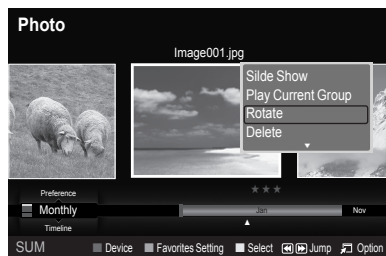 Photo
Image001.jpg
Silde Show
Play Current Group
Rotate
Delete
Preference
Monthly
Timeline
Jan
Nov
SUM Device Favorites Setting Select Jump Option